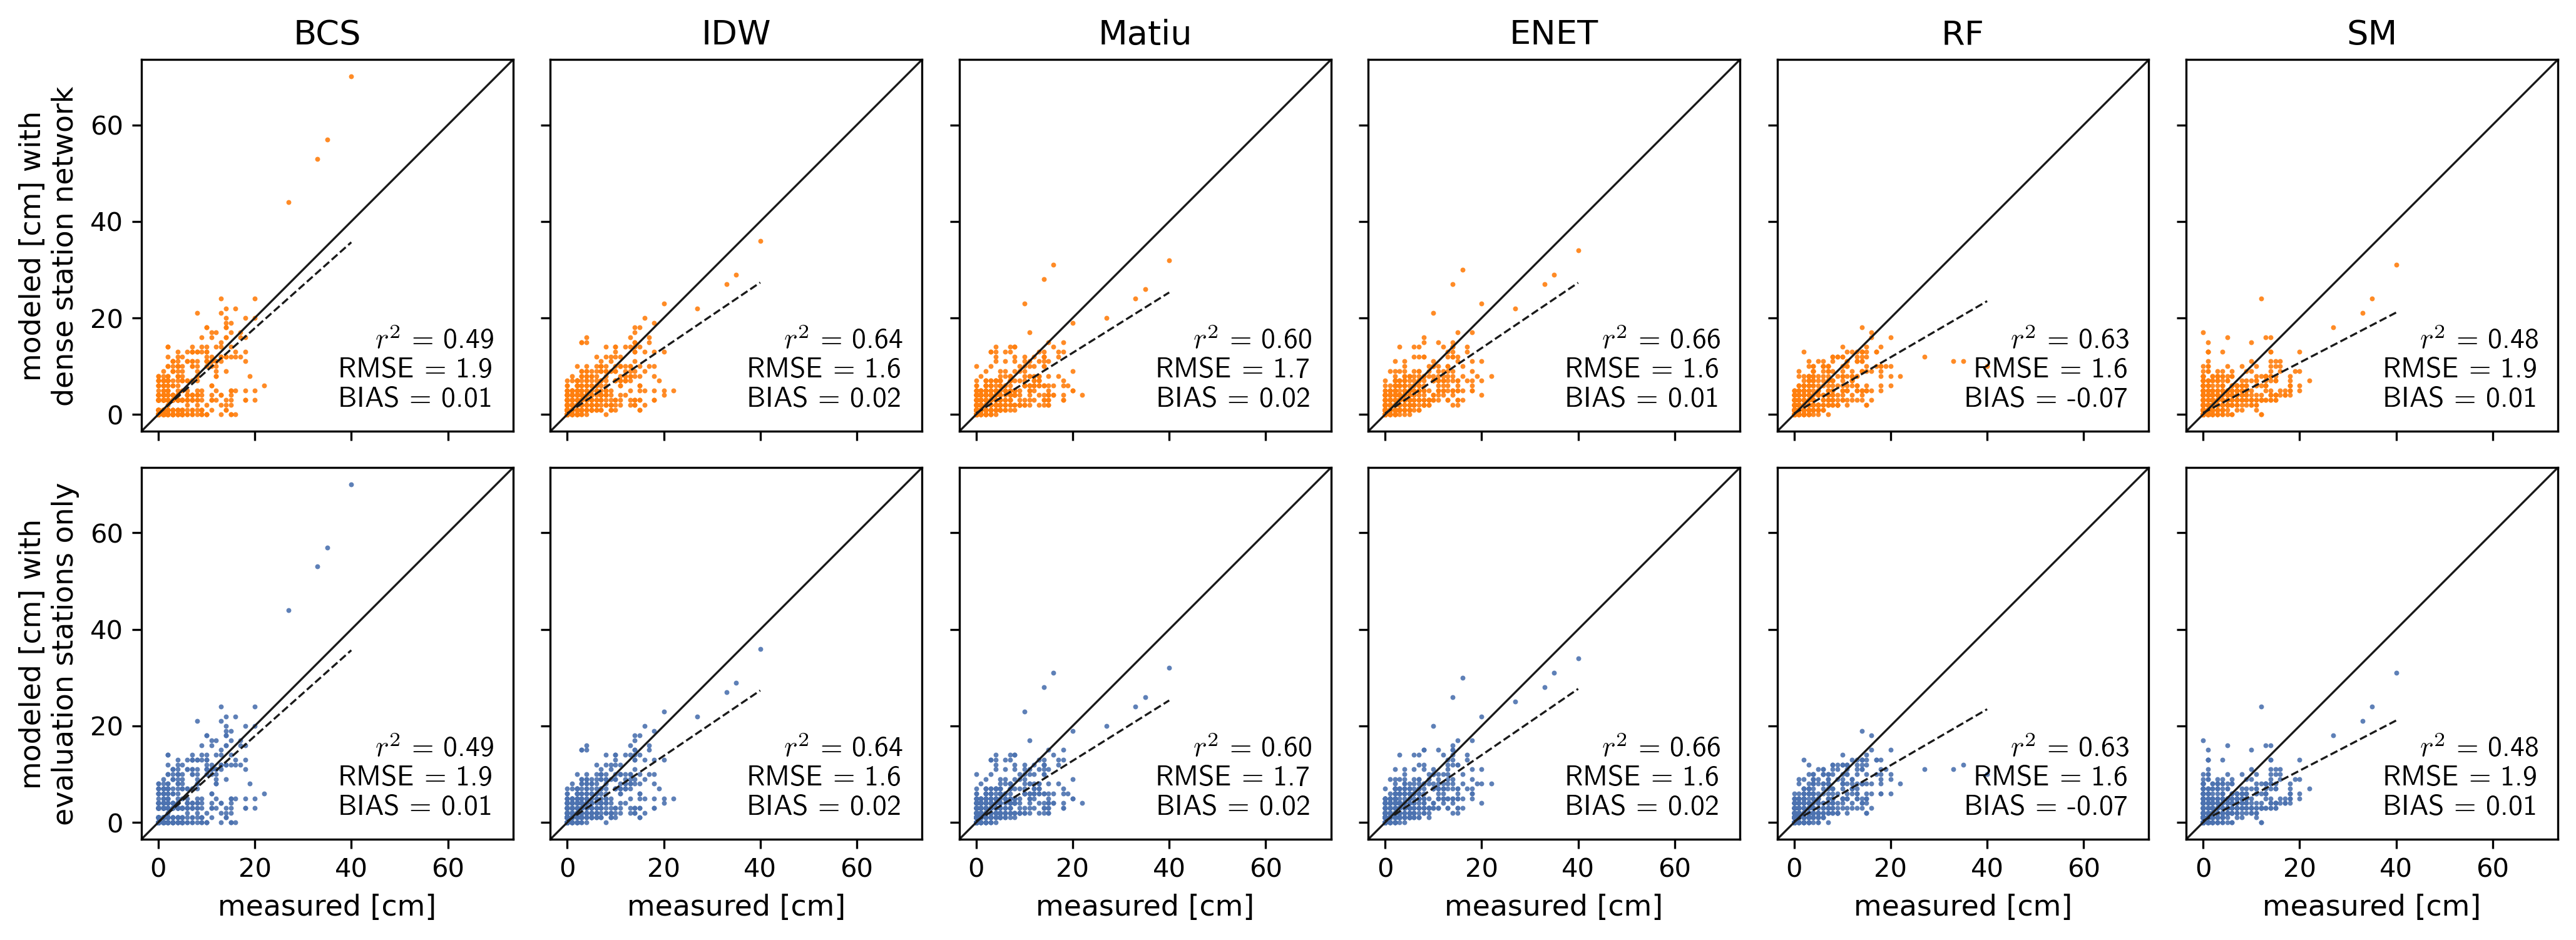 BCS IDW Matiu ENET RF SM
modeled [cm] with
dense station network
60
40
20
0
r² = 0.49
RMSE = 1.9
BIAS = 0.01
r² = 0.64
RMSE = 1.6
BIAS = 0.02
r² = 0.60
RMSE = 1.7
BIAS = 0.02
r² = 0.66
RMSE = 1.6
BIAS = 0.01
r² = 0.63
RMSE = 1.6
BIAS = -0.07
r² = 0.48
RMSE = 1.9
BIAS = 0.01
modeled [cm] with
evaluation stations only
60
40
20
0
r² = 0.49
RMSE = 1.9
BIAS = 0.01
r² = 0.64
RMSE = 1.6
BIAS = 0.02
r² = 0.60
RMSE = 1.7
BIAS = 0.02
r² = 0.66
RMSE = 1.6
BIAS = 0.02
r² = 0.63
RMSE = 1.6
BIAS = -0.07
r² = 0.48
RMSE = 1.9
BIAS = 0.01
0 20 40 60 0 20 40 60 0 20 40 60 0 20 40 60 0 20 40 60 0 20 40 60
measured [cm] measured [cm] measured [cm] measured [cm] measured [cm] measured [cm]